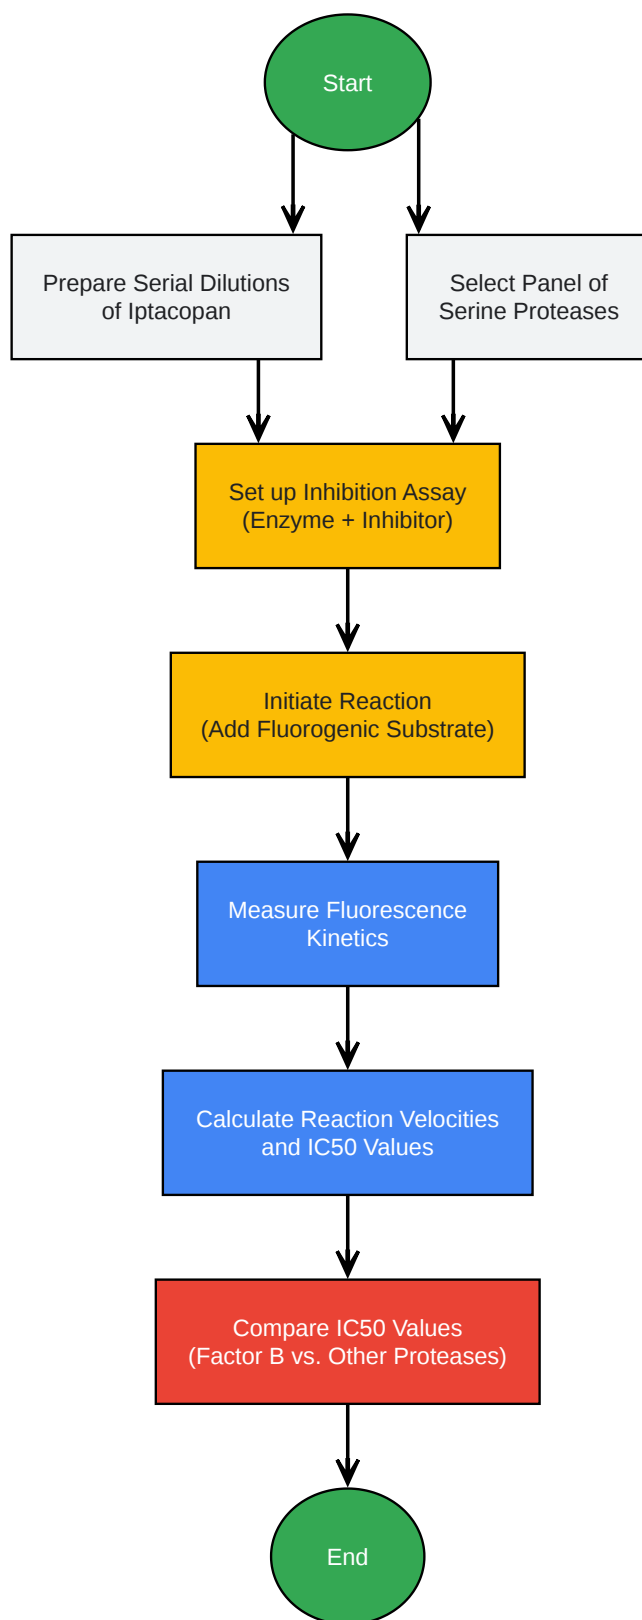 Start
Prepare Serial Dilutions
of Iptacopan
Select Panel of
Serine Proteases
Set up Inhibition Assay
(Enzyme + Inhibitor)
Initiate Reaction
(Add Fluorogenic Substrate)
Measure Fluorescence
Kinetics
Calculate Reaction Velocities
and IC50 Values
Compare IC50 Values
(Factor B vs. Other Proteases)
End